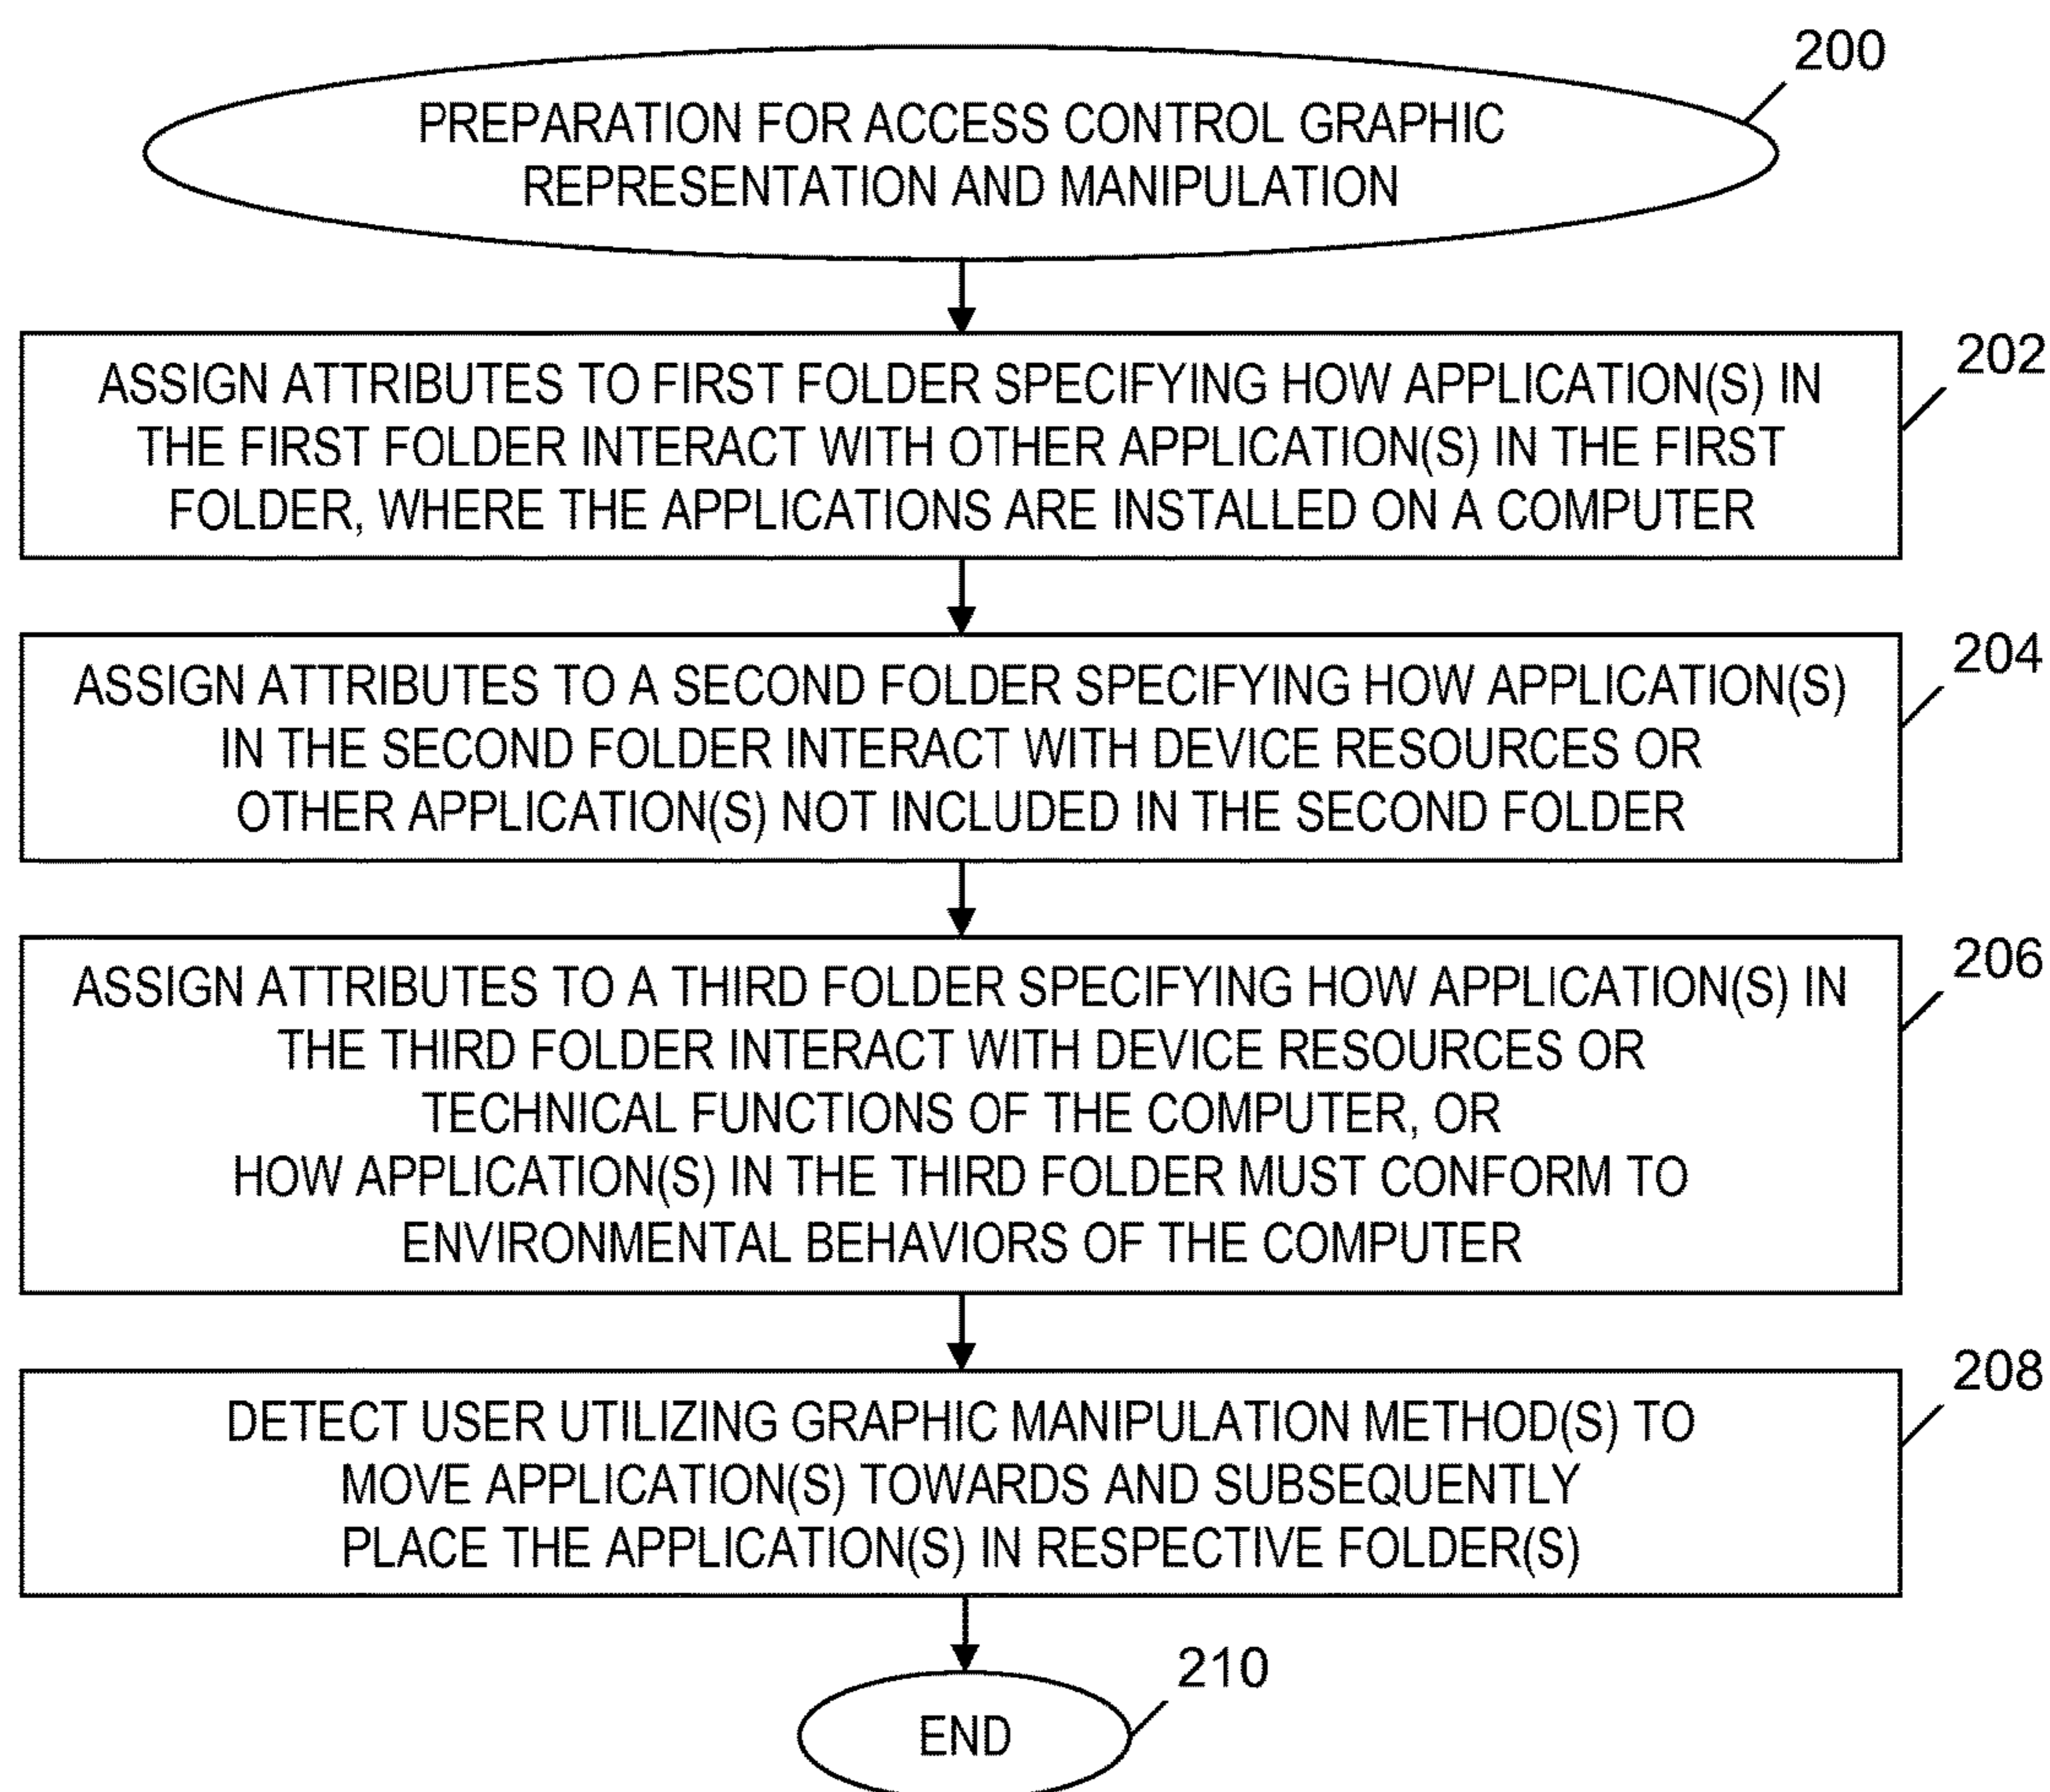 200
PREPARATION FOR ACCESS CONTROL GRAPHIC
REPRESENTATION AND MANIPULATION
202
ASSIGN ATTRIBUTES TO FIRST FOLDER SPECIFYING HOW APPLICATION(S) IN
THE FIRST FOLDER INTERACT WITH OTHER APPLICATION(S) IN THE FIRST
FOLDER, WHERE THE APPLICATIONS ARE INSTALLED ON A COMPUTER
204
ASSIGN ATTRIBUTES TO A SECOND FOLDER SPECIFYING HOW APPLICATION(S)
IN THE SECOND FOLDER INTERACT WITH DEVICE RESOURCES OR
OTHER APPLICATION(S) NOT INCLUDED IN THE SECOND FOLDER
206
ASSIGN ATTRIBUTES TO A THIRD FOLDER SPECIFYING HOW APPLICATION(S) IN
THE THIRD FOLDER INTERACT WITH DEVICE RESOURCES OR
TECHNICAL FUNCTIONS OF THE COMPUTER, OR
HOW APPLICATION(S) IN THE THIRD FOLDER MUST CONFORM TO
ENVIRONMENTAL BEHAVIORS OF THE COMPUTER
208
DETECT USER UTILIZING GRAPHIC MANIPULATION METHOD(S) TO
MOVE APPLICATION(S) TOWARDS AND SUBSEQUENTLY
PLACE THE APPLICATION(S) IN RESPECTIVE FOLDER(S)
210
END